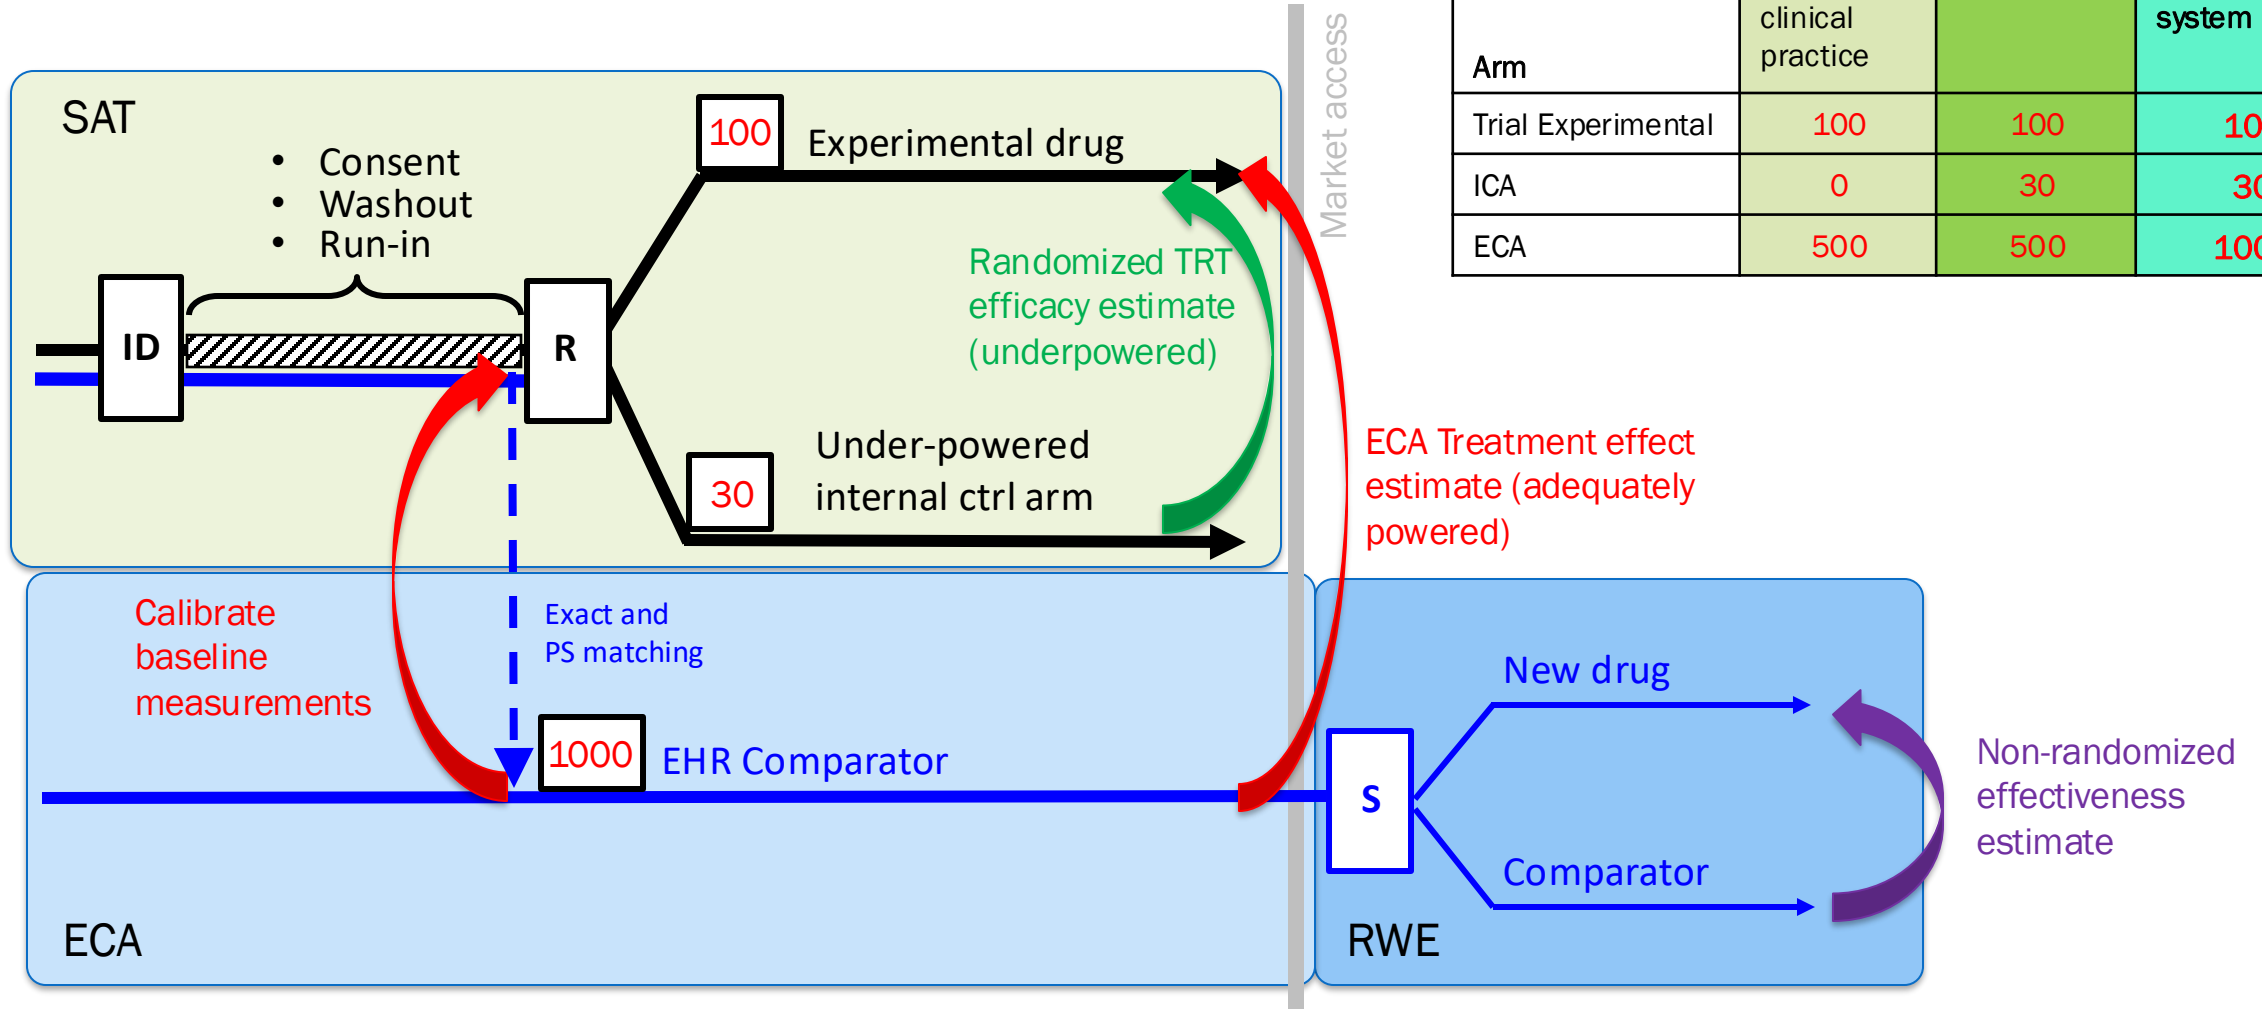 SAT
• Consent
• Washout
• Run-in
ID
R
100
Experimental drug
Randomized TRT
efficacy estimate
(underpowered)
30
Under-powered
internal ctrl arm
Market access
clinical
practice
system
Arm
Trial Experimental 100 100
ICA 0 30
ECA 500 500
ECA Treatment effect
estimate (adequately
powered)
Calibrate
baseline
measurements
Exact and
PS matching
1000
EHR Comparator
ECA
S
New drug
Comparator
RWE
Non-randomized
effectiveness
estimate